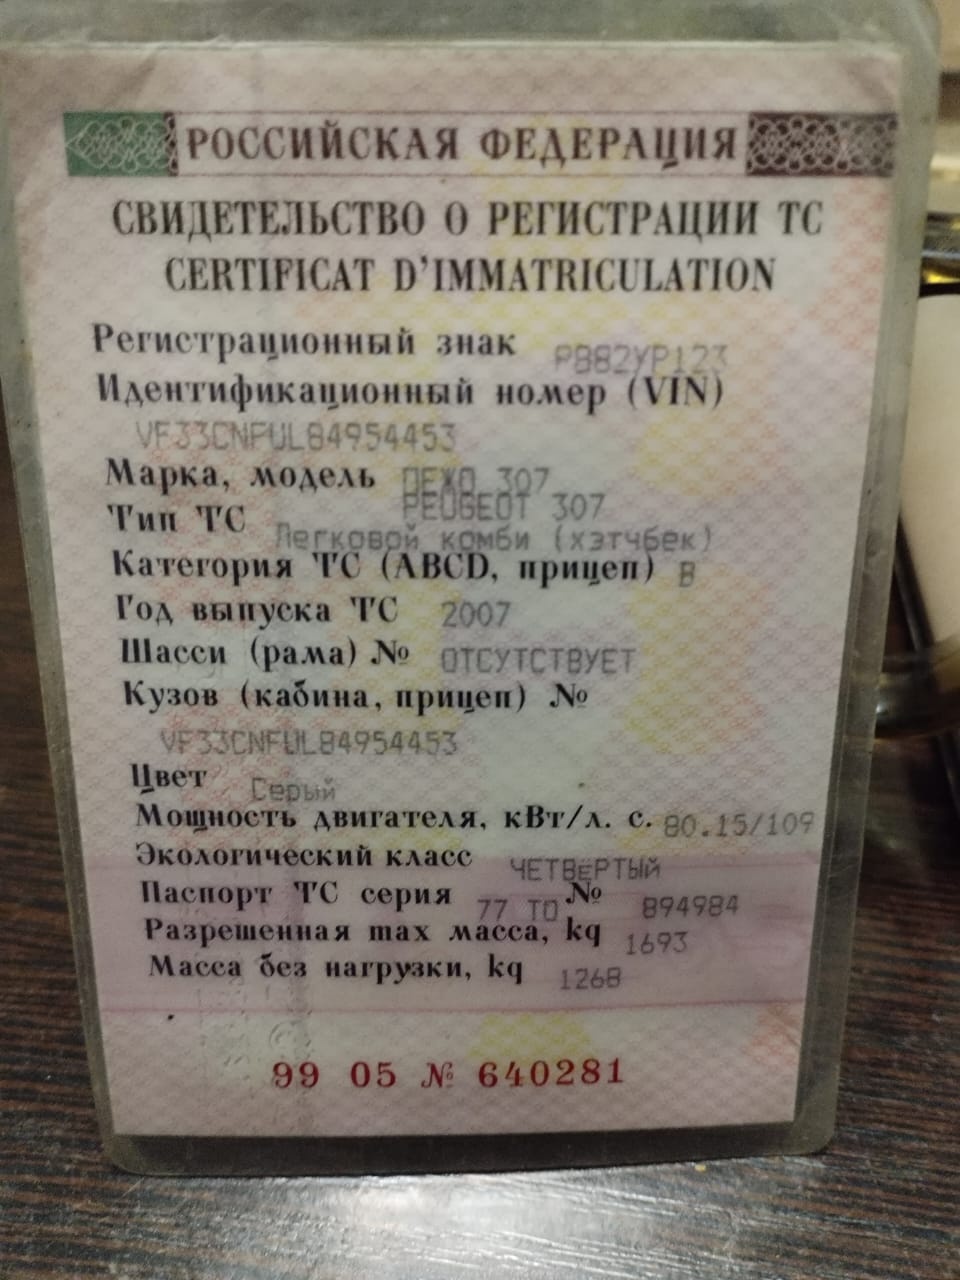 РОССИЙСКАЯ ФЕДЕРАЦИЯ
СВИДЕТЕЛЬСТВО О РЕГИСТРАЦИИ ТС
CERTIFICAT D'IMMATRICULATION
Регистрационный знак Р882УР123
Идентификационный номер (VIN)
VF33CNFUL84954453
Марка, модель ПЕЖО 307
PEUGEOT 307
Тип ТС Легковой комби (хэтчбек)
Категория ТС (ABCD, прицеп) B
Год выпуска ТС 2007
Шасси (рама) № ОТСУТСТВУЕТ
Кузов (кабина, прицеп) №
VF33CNFUL84954453
Цвет Серый
Мощность двигателя, кВт/л. с. 80.15/109
Экологический класс ЧЕТВЁРТЫЙ
Паспорт ТС серия 77 ТО № 894984
Разрешенная max масса, kg 1693
Масса без нагрузки, kg 1268
99 05 № 640281